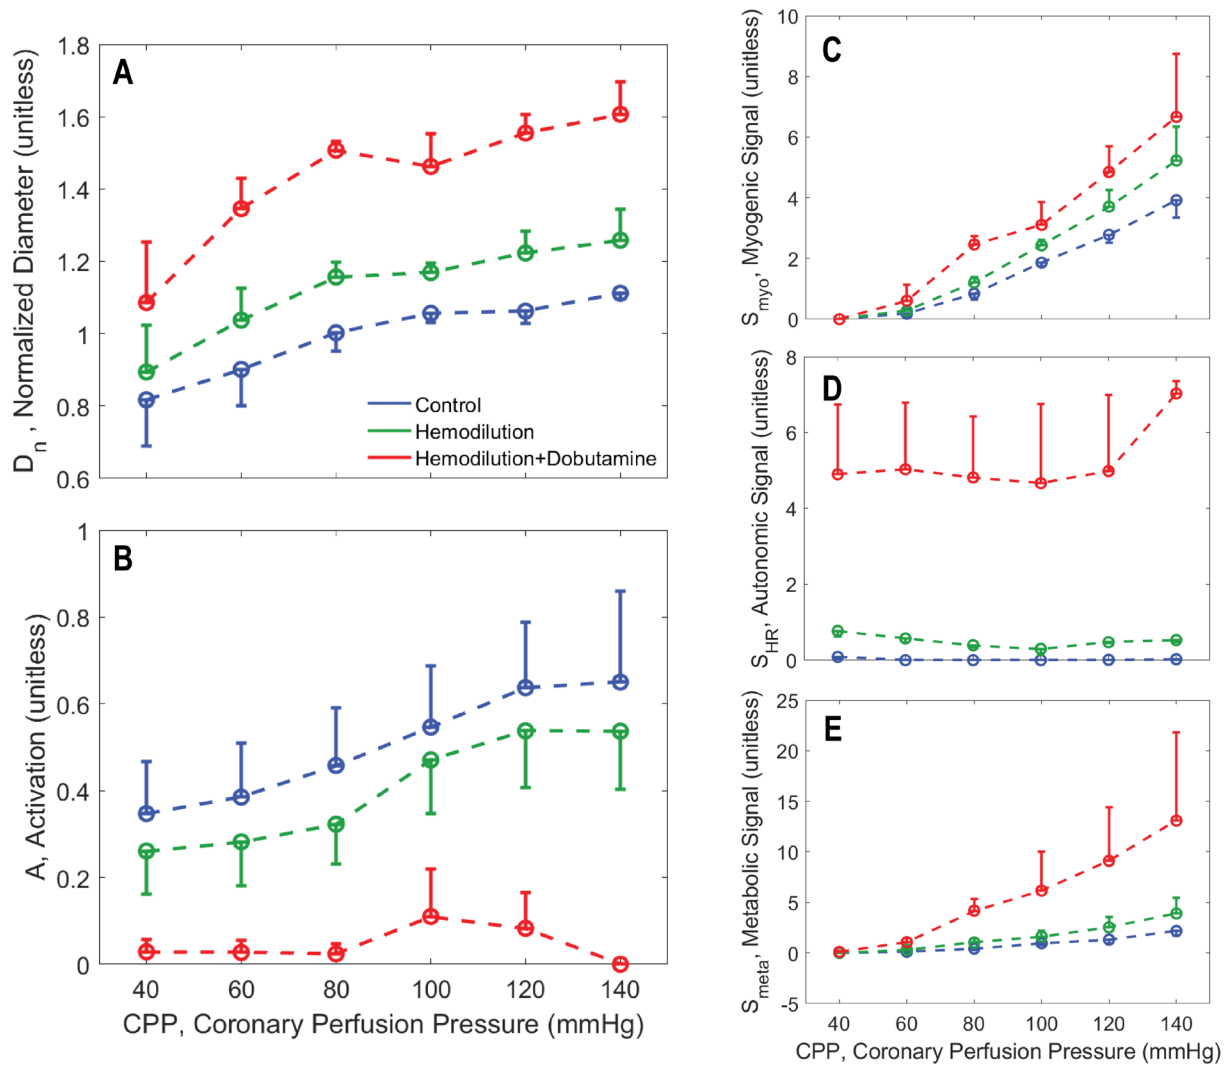 A
D_n , Normalized Diameter (unitless)
1.8
1.6
1.4
1.2
1
0.8
0.6
Control
Hemodilution
Hemodilution+Dobutamine
B
A, Activation (unitless)
1
0.8
0.6
0.4
0.2
0
40 60 80 100 120 140
CPP, Coronary Perfusion Pressure (mmHg)
C
S_myo, Myogenic Signal (unitless)
10
8
6
4
2
0
D
S_HR, Autonomic Signal (unitless)
8
6
4
2
0
E
S_meta, Metabolic Signal (unitless)
25
20
15
10
5
0
-5
40 60 80 100 120 140
CPP, Coronary Perfusion Pressure (mmHg)